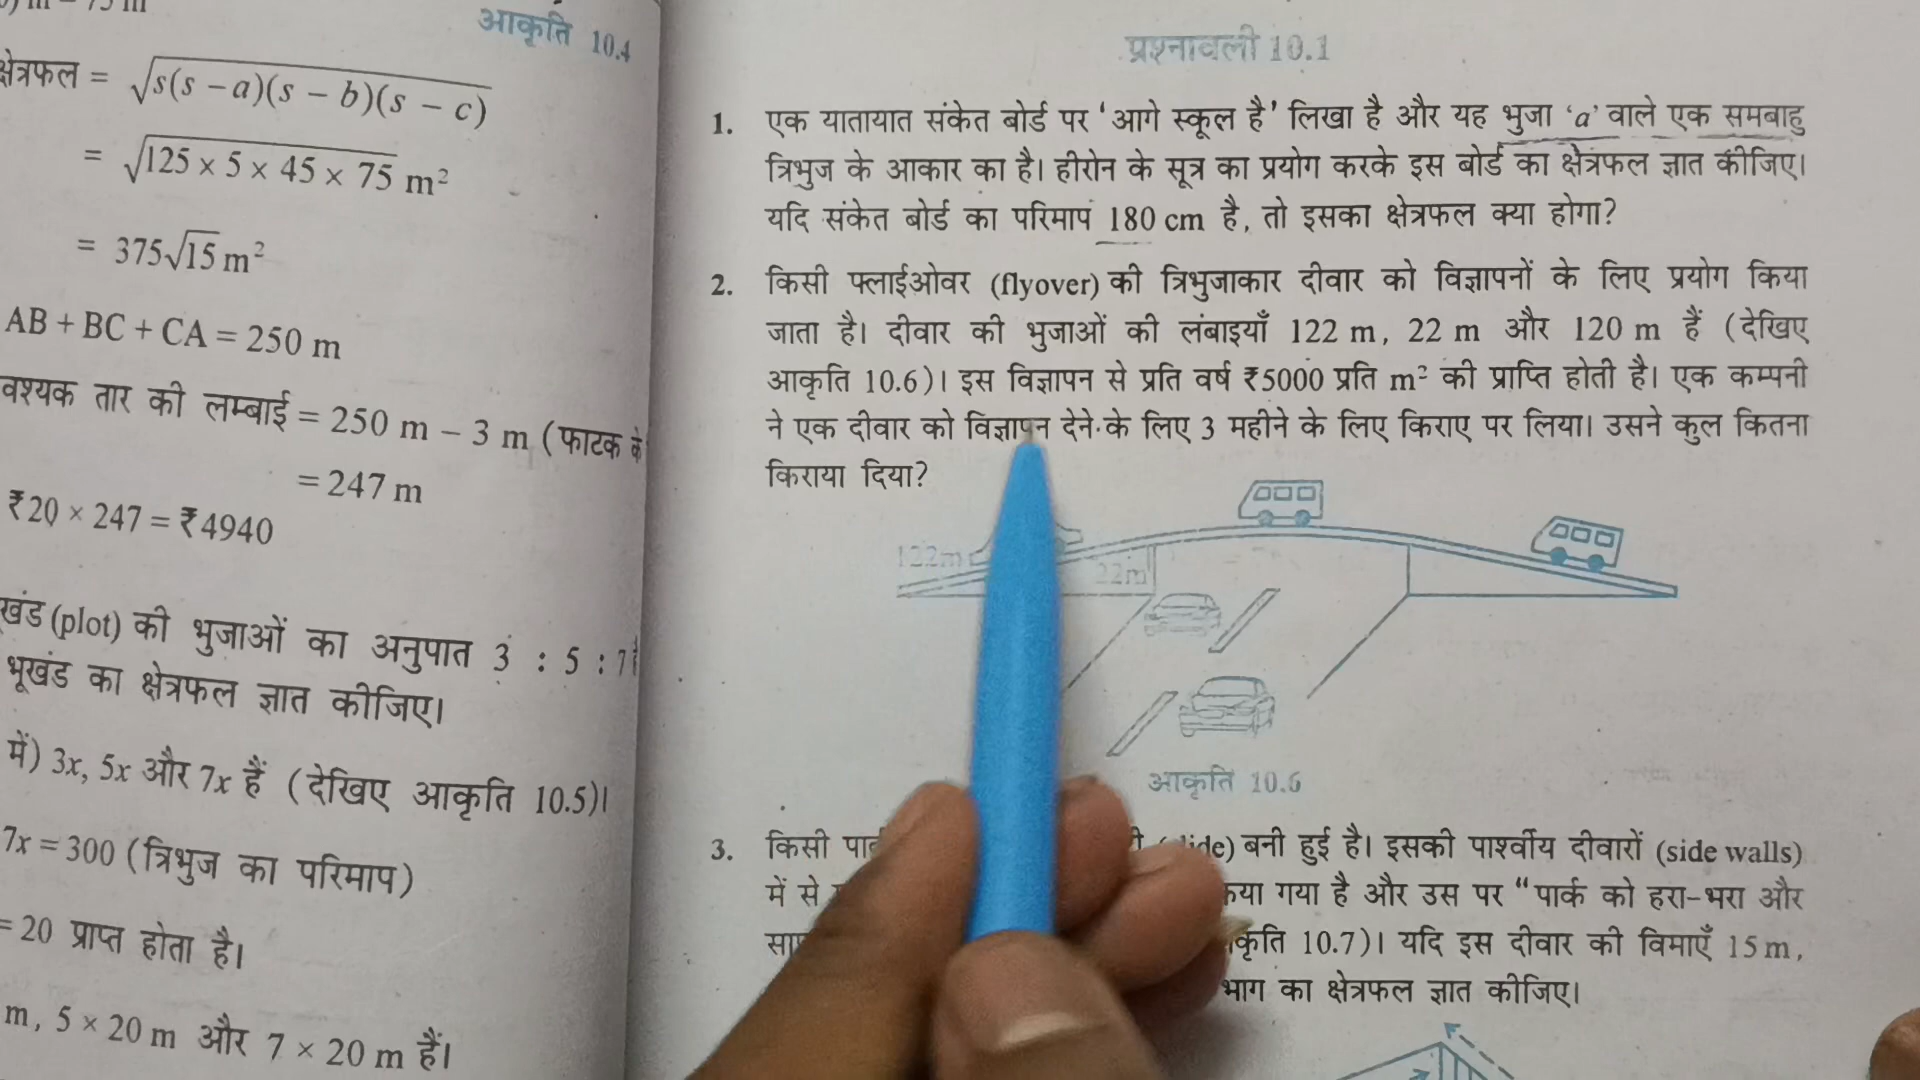 आकृति 10.4
क्षेत्रफल = √s(s – a)(s – b)(s – c)
= √125 × 5 × 45 × 75 m²
= 375√15 m²
AB + BC + CA = 250 m
वश्यक तार की लम्बाई = 250 m – 3 m (फाटक के
= 247 m
₹20 × 247 = ₹4940
खंड (plot) की भुजाओं का अनुपात 3 : 5 : 7
भूखंड का क्षेत्रफल ज्ञात कीजिए।
में) 3x, 5x और 7x हैं (देखिए आकृति 10.5)।
7x = 300 (त्रिभुज का परिमाप)
= 20 प्राप्त होता है।
m, 5 × 20 m और 7 × 20 m हैं।
प्रश्नावली 10.1
1. एक यातायात संकेत बोर्ड पर ‘आगे स्कूल है’ लिखा है और यह भुजा ‘a’ वाले एक समबाहु
त्रिभुज के आकार का है। हीरोन के सूत्र का प्रयोग करके इस बोर्ड का क्षेत्रफल ज्ञात कीजिए।
यदि संकेत बोर्ड का परिमाप 180 cm है, तो इसका क्षेत्रफल क्या होगा?
2. किसी फ्लाईओवर (flyover) की त्रिभुजाकार दीवार को विज्ञापनों के लिए प्रयोग किया
जाता है। दीवार की भुजाओं की लंबाइयाँ 122 m, 22 m और 120 m हैं (देखिए
आकृति 10.6)। इस विज्ञापन से प्रति वर्ष ₹5000 प्रति m² की प्राप्ति होती है। एक कम्पनी
ने एक दीवार को विज्ञापन देने के लिए 3 महीने के लिए किराए पर लिया। उसने कुल कितना
किराया दिया?
122m
22m
आकृति 10.6
3. किसी बनी हुई है। इसकी पार्श्वीय दीवारों (side walls)
में से गया है और उस पर “पार्क को हरा-भरा और
10.7)। यदि इस दीवार की विमाएँ 15 m,
भाग का क्षेत्रफल ज्ञात कीजिए।